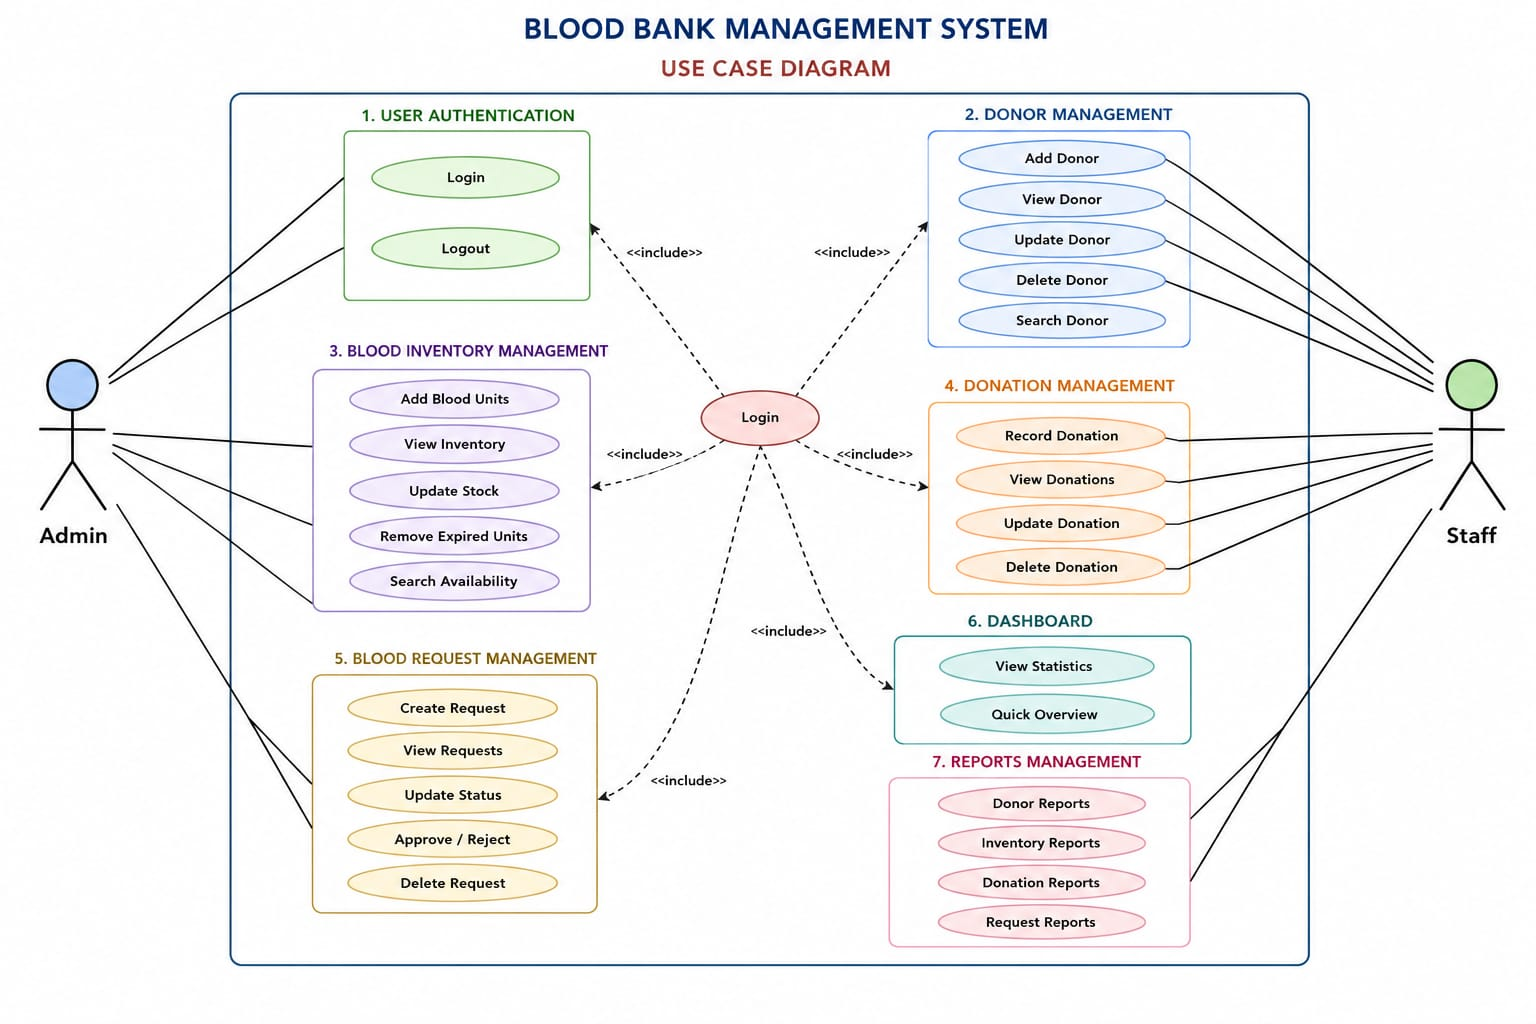 BLOOD BANK MANAGEMENT SYSTEM
USE CASE DIAGRAM
1. USER AUTHENTICATION
Login
Logout
2. DONOR MANAGEMENT
Add Donor
View Donor
Update Donor
Delete Donor
Search Donor
<<include>>
<<include>>
3. BLOOD INVENTORY MANAGEMENT
Add Blood Units
View Inventory
Update Stock
Remove Expired Units
Search Availability
Login
<<include>>
<<include>>
4. DONATION MANAGEMENT
Record Donation
View Donations
Update Donation
Delete Donation
Admin
Staff
5. BLOOD REQUEST MANAGEMENT
Create Request
View Requests
Update Status
Approve / Reject
Delete Request
<<include>>
<<include>>
6. DASHBOARD
View Statistics
Quick Overview
7. REPORTS MANAGEMENT
Donor Reports
Inventory Reports
Donation Reports
Request Reports